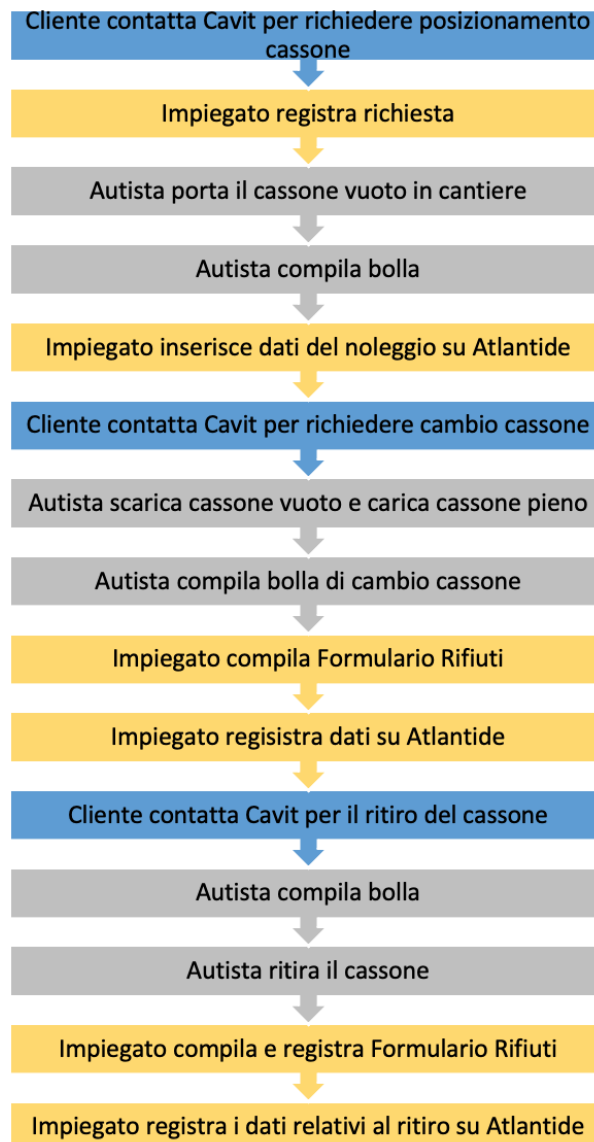 Cliente contatta Cavit per richiedere posizionamento
cassone
Impiegato registra richiesta
Autista porta il cassone vuoto in cantiere
Autista compila bolla
Impiegato inserisce dati del noleggio su Atlantide
Cliente contatta Cavit per richiedere cambio cassone
Autista scarica cassone vuoto e carica cassone pieno
Autista compila bolla di cambio cassone
Impiegato compila Formulario Rifiuti
Impiegato regisistra dati su Atlantide
Cliente contatta Cavit per il ritiro del cassone
Autista compila bolla
Autista ritira il cassone
Impiegato compila e registra Formulario Rifiuti
Impiegato registra i dati relativi al ritiro su Atlantide